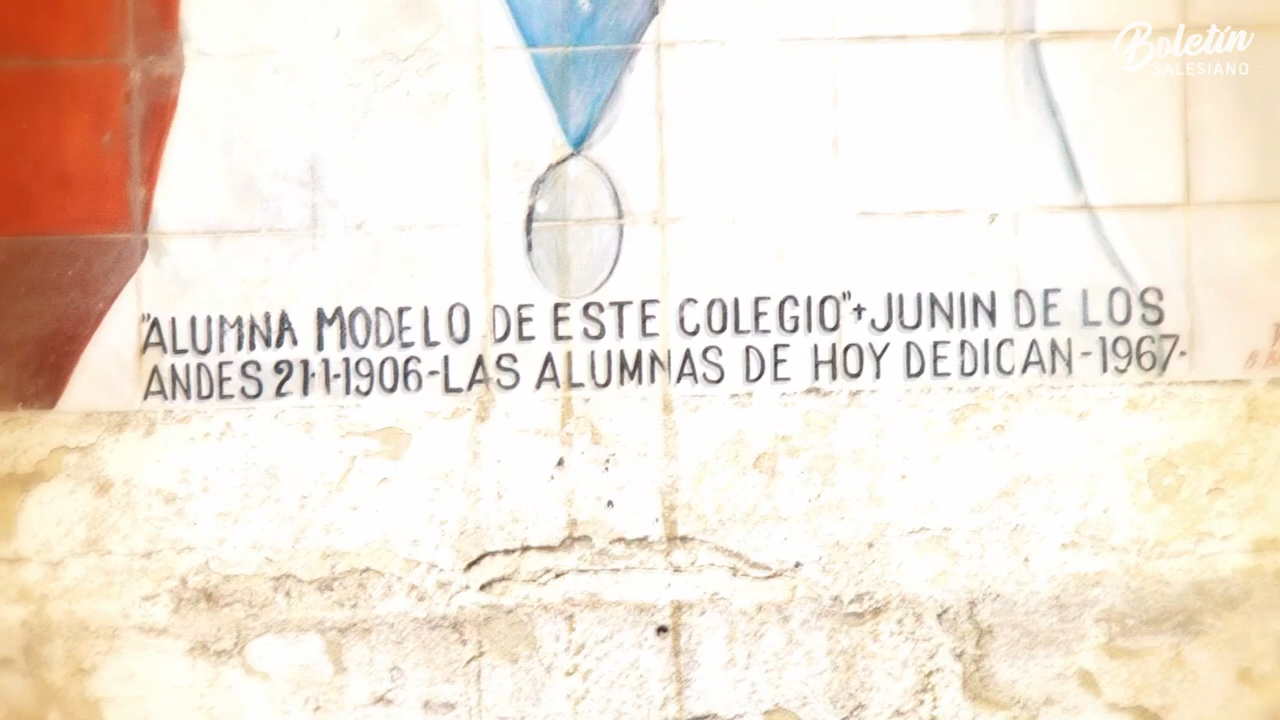 Boletín
SALESIANO
"ALUMNA MODELO DE ESTE COLEGIO"+JUNIN DE LOS
ANDES 21·1·1906-LAS ALUMNAS DE HOY DEDICAN-1967·